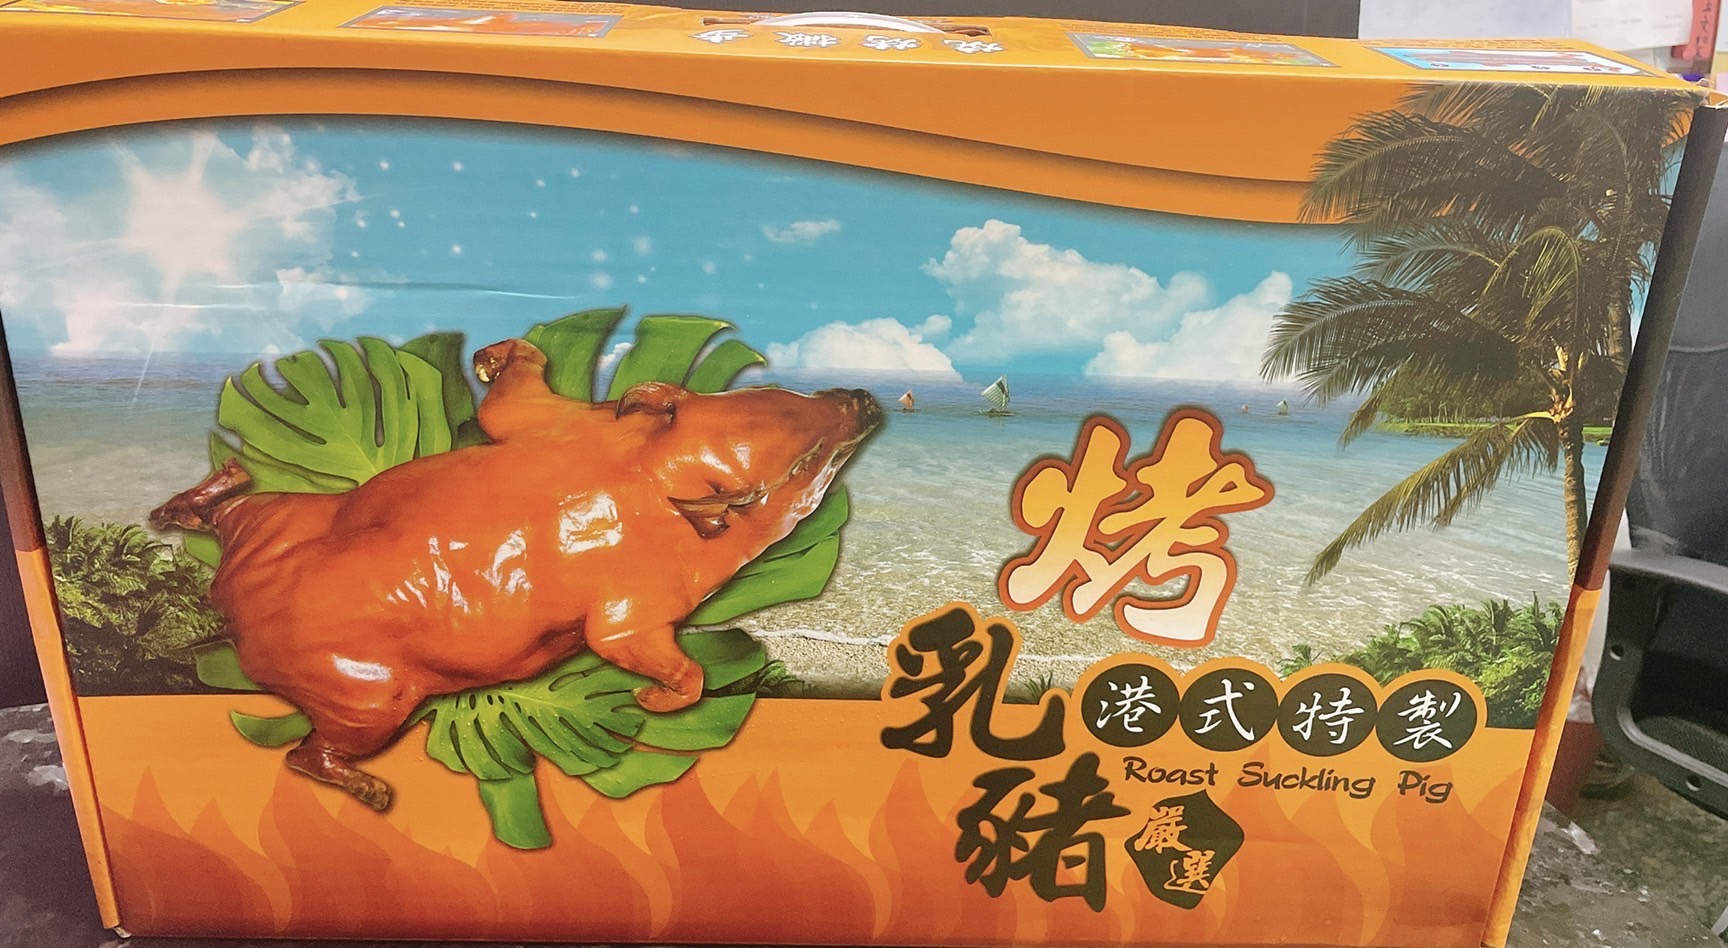 烤
乳
豬
港式特製
Roast Suckling Pig
嚴
選